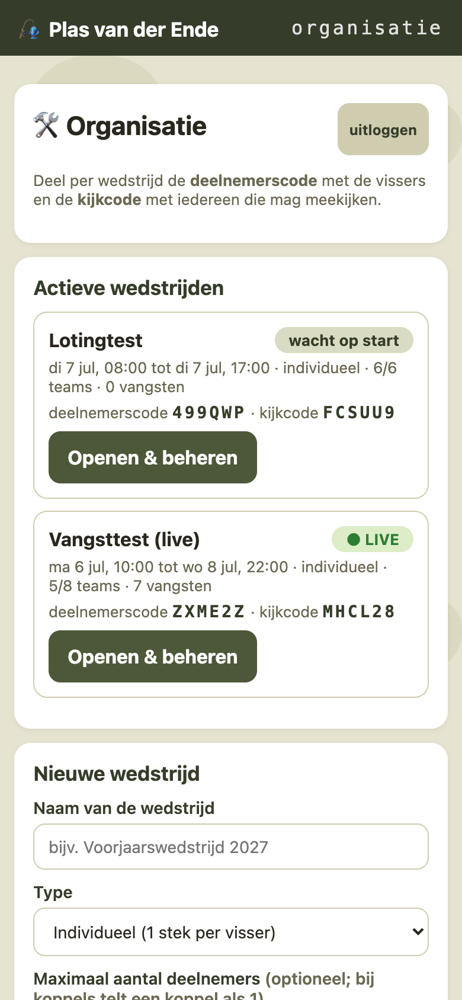 Plas van der Ende
organisatie
Organisatie
uitloggen
Deel per wedstrijd de deelnemerscode met de vissers
en de kijkcode met iedereen die mag meekijken.
Actieve wedstrijden
Lotingtest
wacht op start
di 7 jul, 08:00 tot di 7 jul, 17:00 · individueel · 6/6
teams · 0 vangsten
deelnemerscode 499QWP · kijkcode FCSUU9
Openen & beheren
Vangsttest (live)
LIVE
ma 6 jul, 10:00 tot wo 8 jul, 22:00 · individueel ·
5/8 teams · 7 vangsten
deelnemerscode ZXME2Z · kijkcode MHCL28
Openen & beheren
Nieuwe wedstrijd
Naam van de wedstrijd
bijv. Voorjaarswedstrijd 2027
Type
Individueel (1 stek per visser)
Maximaal aantal deelnemers (optioneel; bij
koppels telt een koppel als 1)